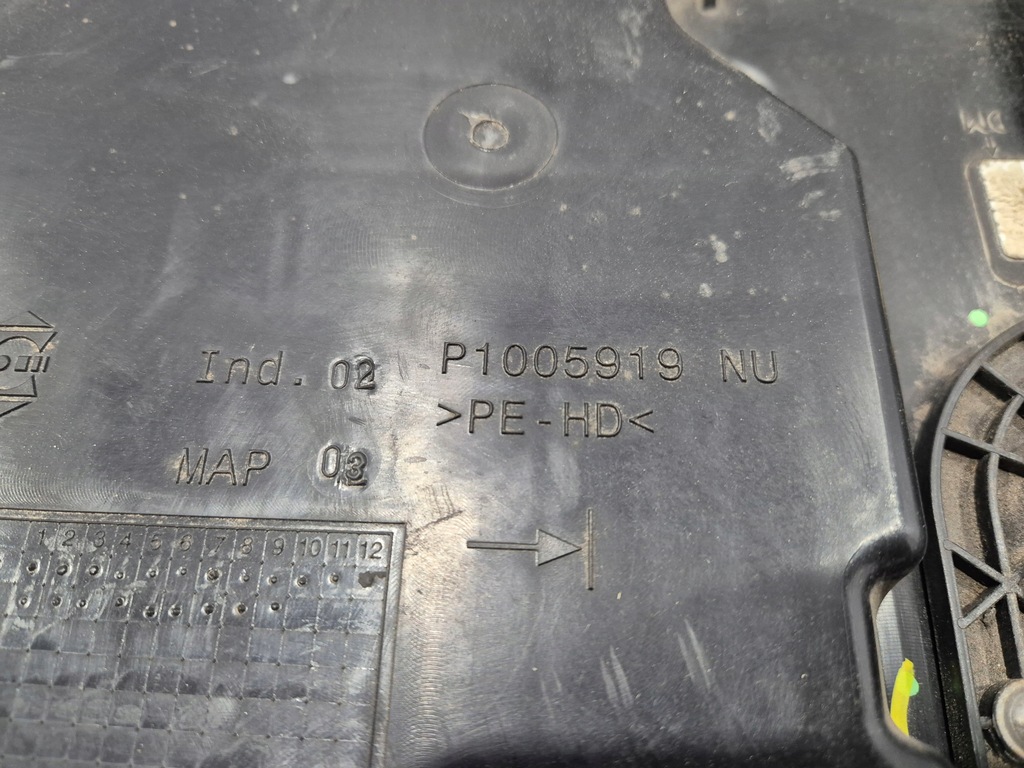 Ind. 02 P1005919 NU
>PE-HD<
MAP 03
1 2 3 4 5 6 7 8 9 10 11 12